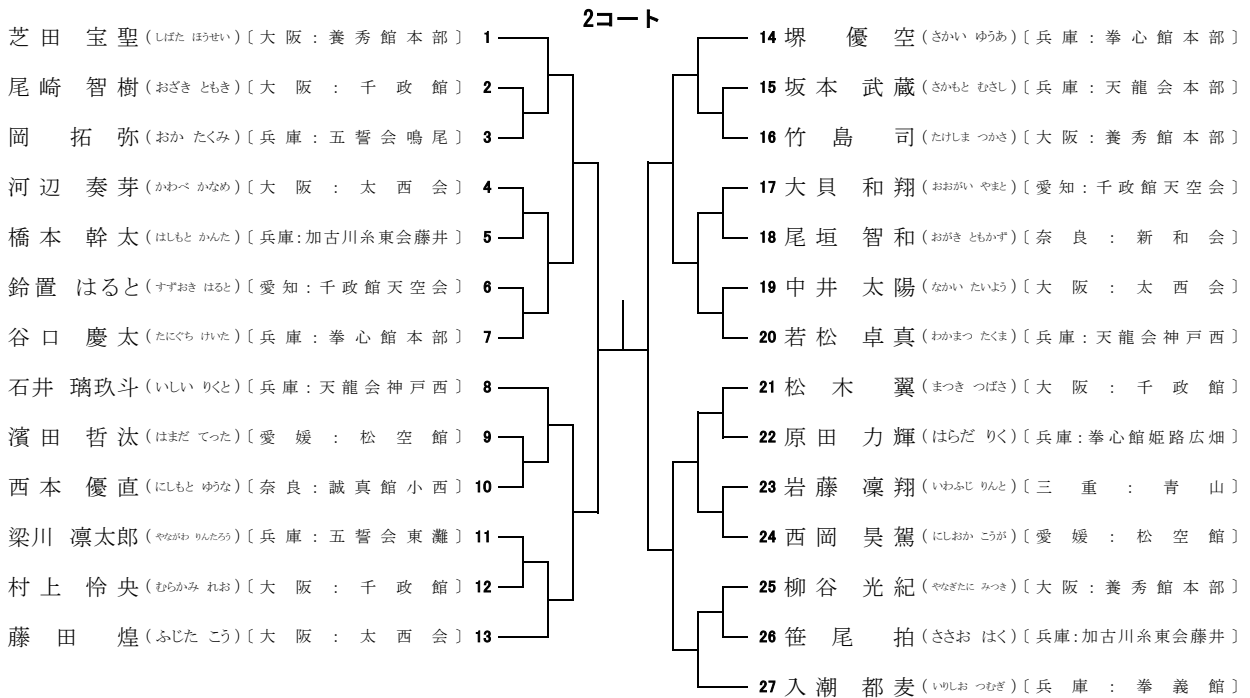 2コート
芝田 宝聖(しばた ほうせい)〔大阪:養秀館本部〕 1
尾崎 智樹(おざき ともき)〔大阪:千政館〕 2
岡 拓弥(おか たくみ)〔兵庫:五誓会鳴尾〕 3
河辺 奏芽(かわべ かなめ)〔大阪:太西会〕 4
橋本 幹太(はしもと かんた)〔兵庫:加古川糸東会藤井〕 5
鈴置 はると(すずおき はると)〔愛知:千政館天空会〕 6
谷口 慶太(たにぐち けいた)〔兵庫:拳心館本部〕 7
石井 璃玖斗(いしい りくと)〔兵庫:天龍会神戸西〕 8
濱田 哲汰(はまだ てった)〔愛媛:松空館〕 9
西本 優直(にしもと ゆうな)〔奈良:誠真館小西〕 10
梁川 凛太郎(やながわ りんたろう)〔兵庫:五誓会東灘〕 11
村上 怜央(むらかみ れお)〔大阪:千政館〕 12
藤田 煌(ふじた こう)〔大阪:太西会〕 13
14 堺 優空(さかい ゆうあ)〔兵庫:拳心館本部〕
15 坂本 武蔵(さかもと むさし)〔兵庫:天龍会本部〕
16 竹島 司(たけしま つかさ)〔大阪:養秀館本部〕
17 大貝 和翔(おおがい やまと)〔愛知:千政館天空会〕
18 尾垣 智和(おがき ともかず)〔奈良:新和会〕
19 中井 太陽(なかい たいよう)〔大阪:太西会〕
20 若松 卓真(わかまつ たくま)〔兵庫:天龍会神戸西〕
21 松木 翼(まつき つばさ)〔大阪:千政館〕
22 原田 力輝(はらだ りく)〔兵庫:拳心館姫路広畑〕
23 岩藤 凜翔(いわふじ りんと)〔三重:青山〕
24 西岡 昊駕(にしおか こうが)〔愛媛:松空館〕
25 柳谷 光紀(やなぎたに みつき)〔大阪:養秀館本部〕
26 笹尾 拍(ささお はく)〔兵庫:加古川糸東会藤井〕
27 入潮 都麦(いりしお つむぎ)〔兵庫:拳義館〕